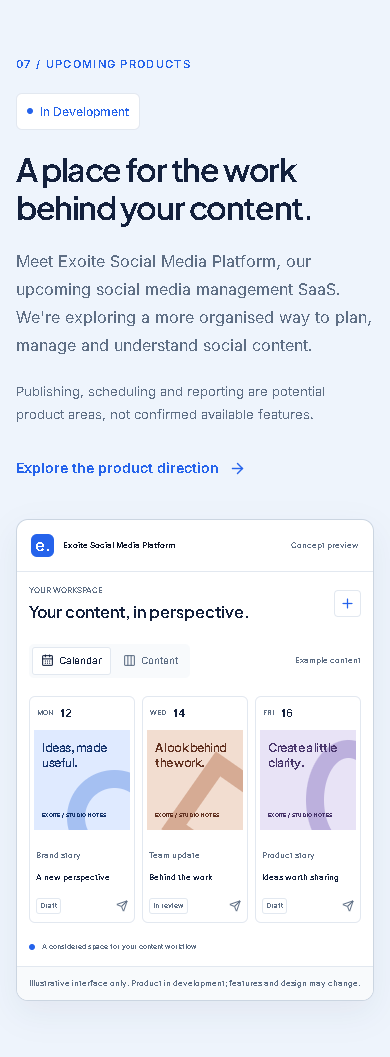 07 / UPCOMING PRODUCTS
In Development
A place for the work
behind your content.
Meet Exoite Social Media Platform, our
upcoming social media management SaaS.
We're exploring a more organised way to plan,
manage and understand social content.
Publishing, scheduling and reporting are potential
product areas, not confirmed available features.
Explore the product direction →
e. Exoite Social Media Platform Concept preview
YOUR WORKSPACE
Your content, in perspective.
Calendar Content Example content
MON 12 WED 14 FRI 16
Ideas, made
useful.
EXOITE / STUDIO NOTES
A look behind
the work.
EXOITE / STUDIO NOTES
Create a little
clarity.
EXOITE / STUDIO NOTES
Brand story Team update Product story
A new perspective Behind the work Ideas worth sharing
Draft In review Draft
A considered space for your content workflow
Illustrative interface only. Product in development; features and design may change.